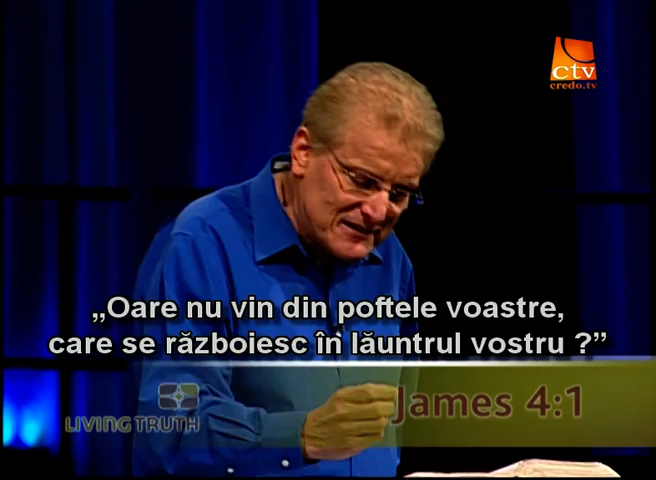 ctv
credo.tv
„Oare nu vin din poftele voastre,
care se războiesc în lăuntrul vostru ?”
LIVING TRUTH
James 4:1